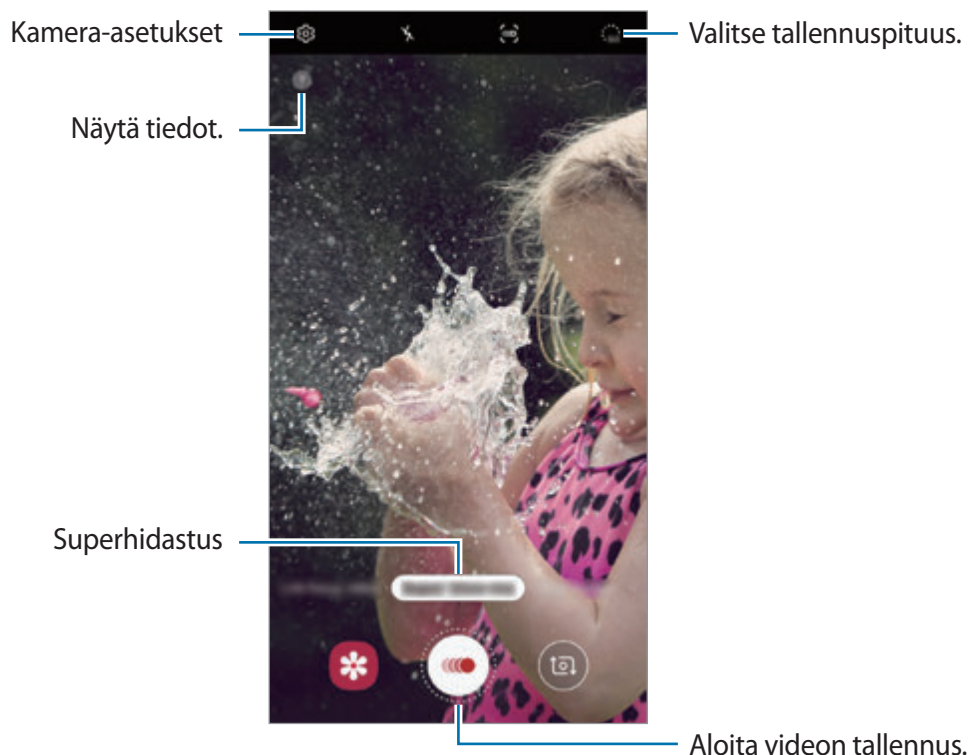 Kamera-asetukset
Valitse tallennuspituus.
Näytä tiedot.
Superhidastus
Aloita videon tallennus.